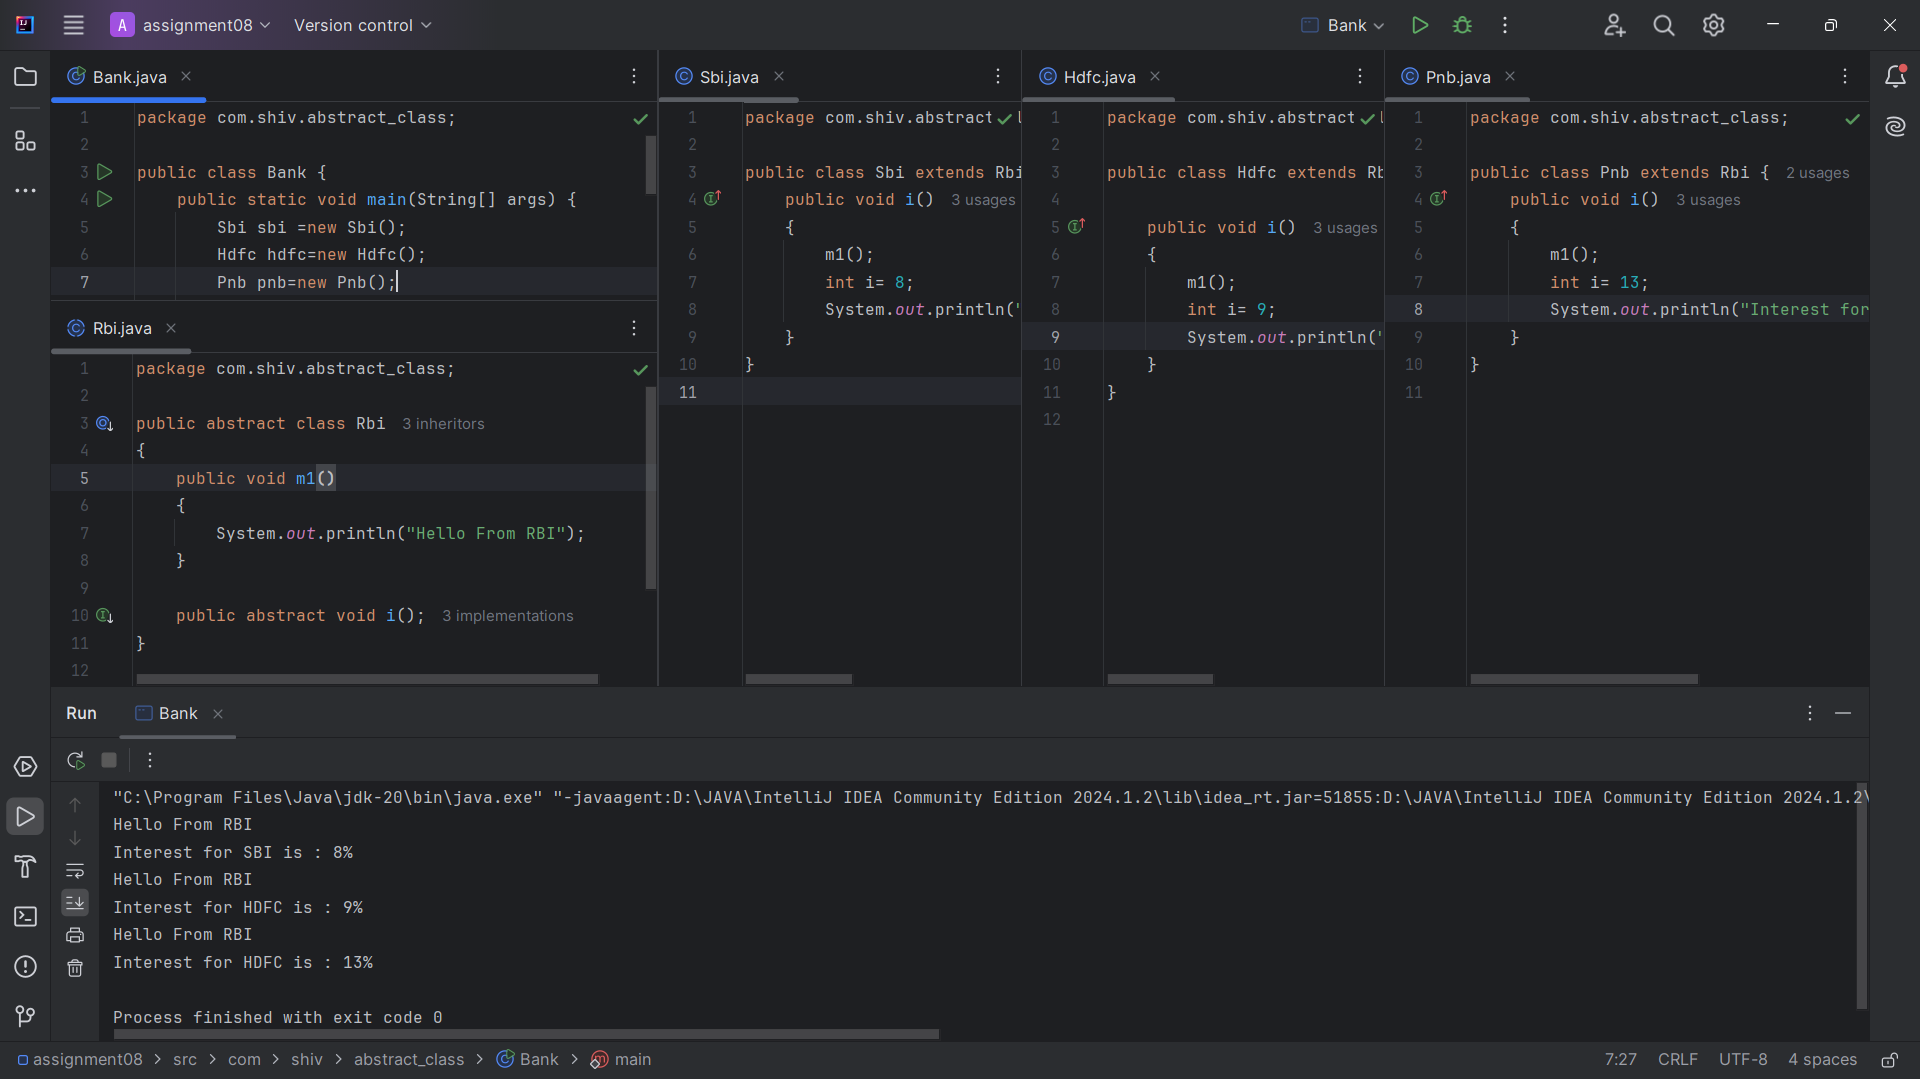 A assignment08 Version control Bank
Bank.java
1 package com.shiv.abstract_class;
2
3 public class Bank {
4 public static void main(String[] args) {
5 Sbi sbi =new Sbi();
6 Hdfc hdfc=new Hdfc();
7 Pnb pnb=new Pnb();
Rbi.java
1 package com.shiv.abstract_class;
2
3 public abstract class Rbi 3 inheritors
4 {
5 public void m1()
6 {
7 System.out.println("Hello From RBI");
8 }
9
10 public abstract void i(); 3 implementations
11 }
12
Sbi.java
1 package com.shiv.abstract
2
3 public class Sbi extends Rbi
4 public void i() 3 usages
5 {
6 m1();
7 int i= 8;
8 System.out.println("
9 }
10 }
11
Hdfc.java
1 package com.shiv.abstract
2
3 public class Hdfc extends Rb
4
5 public void i() 3 usages
6 {
7 m1();
8 int i= 9;
9 System.out.println("
10 }
11 }
12
Pnb.java
1 package com.shiv.abstract_class;
2
3 public class Pnb extends Rbi { 2 usages
4 public void i() 3 usages
5 {
6 m1();
7 int i= 13;
8 System.out.println("Interest for
9 }
10 }
11
Run Bank
"C:\Program Files\Java\jdk-20\bin\java.exe" "-javaagent:D:\JAVA\IntelliJ IDEA Community Edition 2024.1.2\lib\idea_rt.jar=51855:D:\JAVA\IntelliJ IDEA Community Edition 2024.1.2\
Hello From RBI
Interest for SBI is : 8%
Hello From RBI
Interest for HDFC is : 9%
Hello From RBI
Interest for HDFC is : 13%
Process finished with exit code 0
assignment08 > src > com > shiv > abstract_class > Bank > main 7:27 CRLF UTF-8 4 spaces